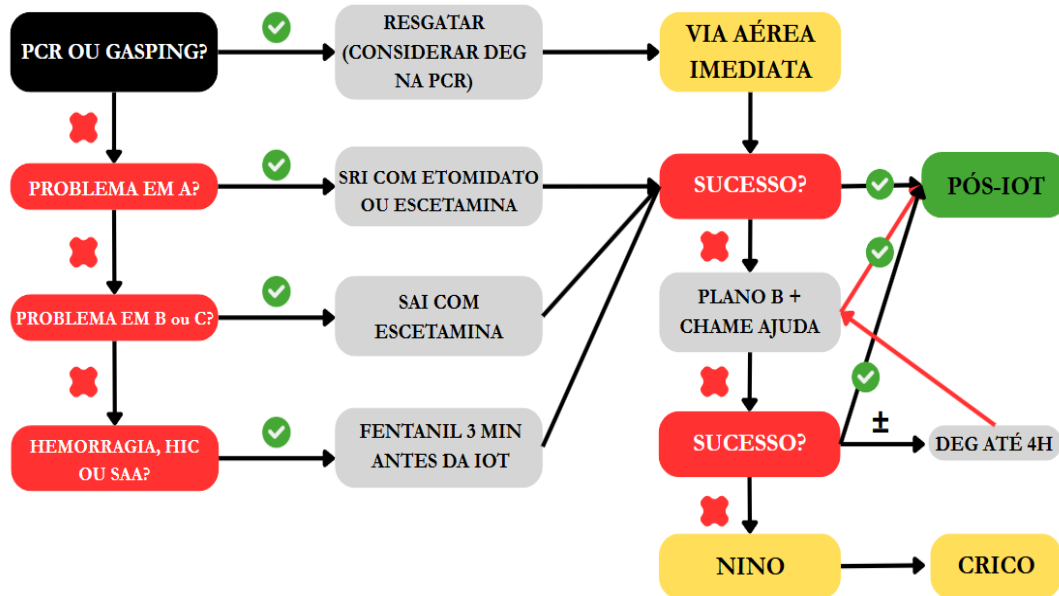 PCR OU GASPING?
RESGATAR
(CONSIDERAR DEG
NA PCR)
VIA AÉREA
IMEDIATA
PROBLEMA EM A?
SRI COM ETOMIDATO
OU ESCETAMINA
SUCESSO?
PÓS-IOT
PROBLEMA EM B ou C?
SAI COM
ESCETAMINA
PLANO B +
CHAME AJUDA
HEMORRAGIA, HIC
OU SAA?
FENTANIL 3 MIN
ANTES DA IOT
SUCESSO?
±
DEG ATÉ 4H
NINO
CRICO